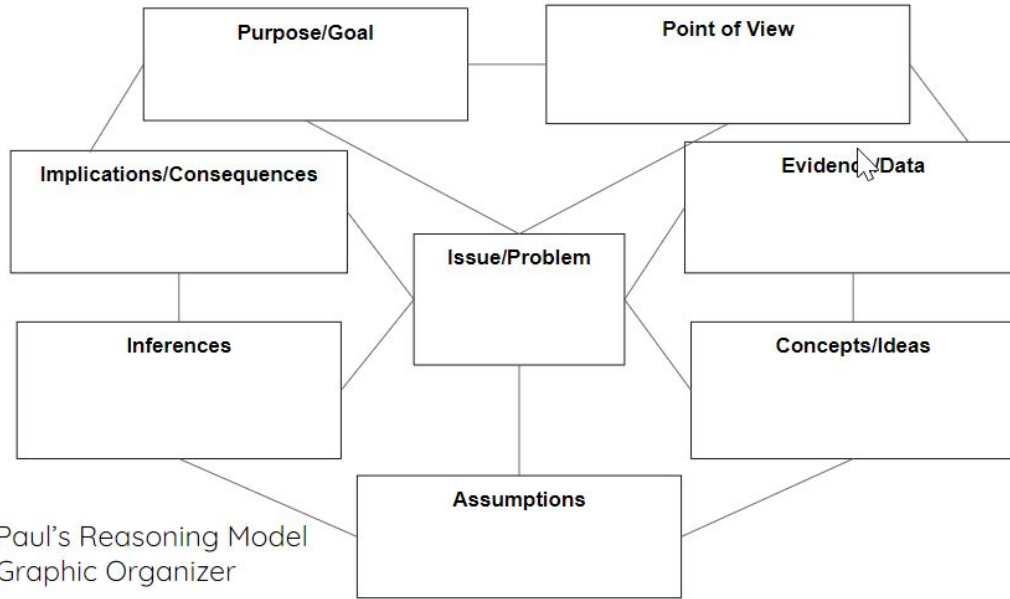 Purpose/Goal
Point of View
Implications/Consequences
Evidence/Data
Issue/Problem
Inferences
Concepts/Ideas
Assumptions
Paul's Reasoning Model
Graphic Organizer